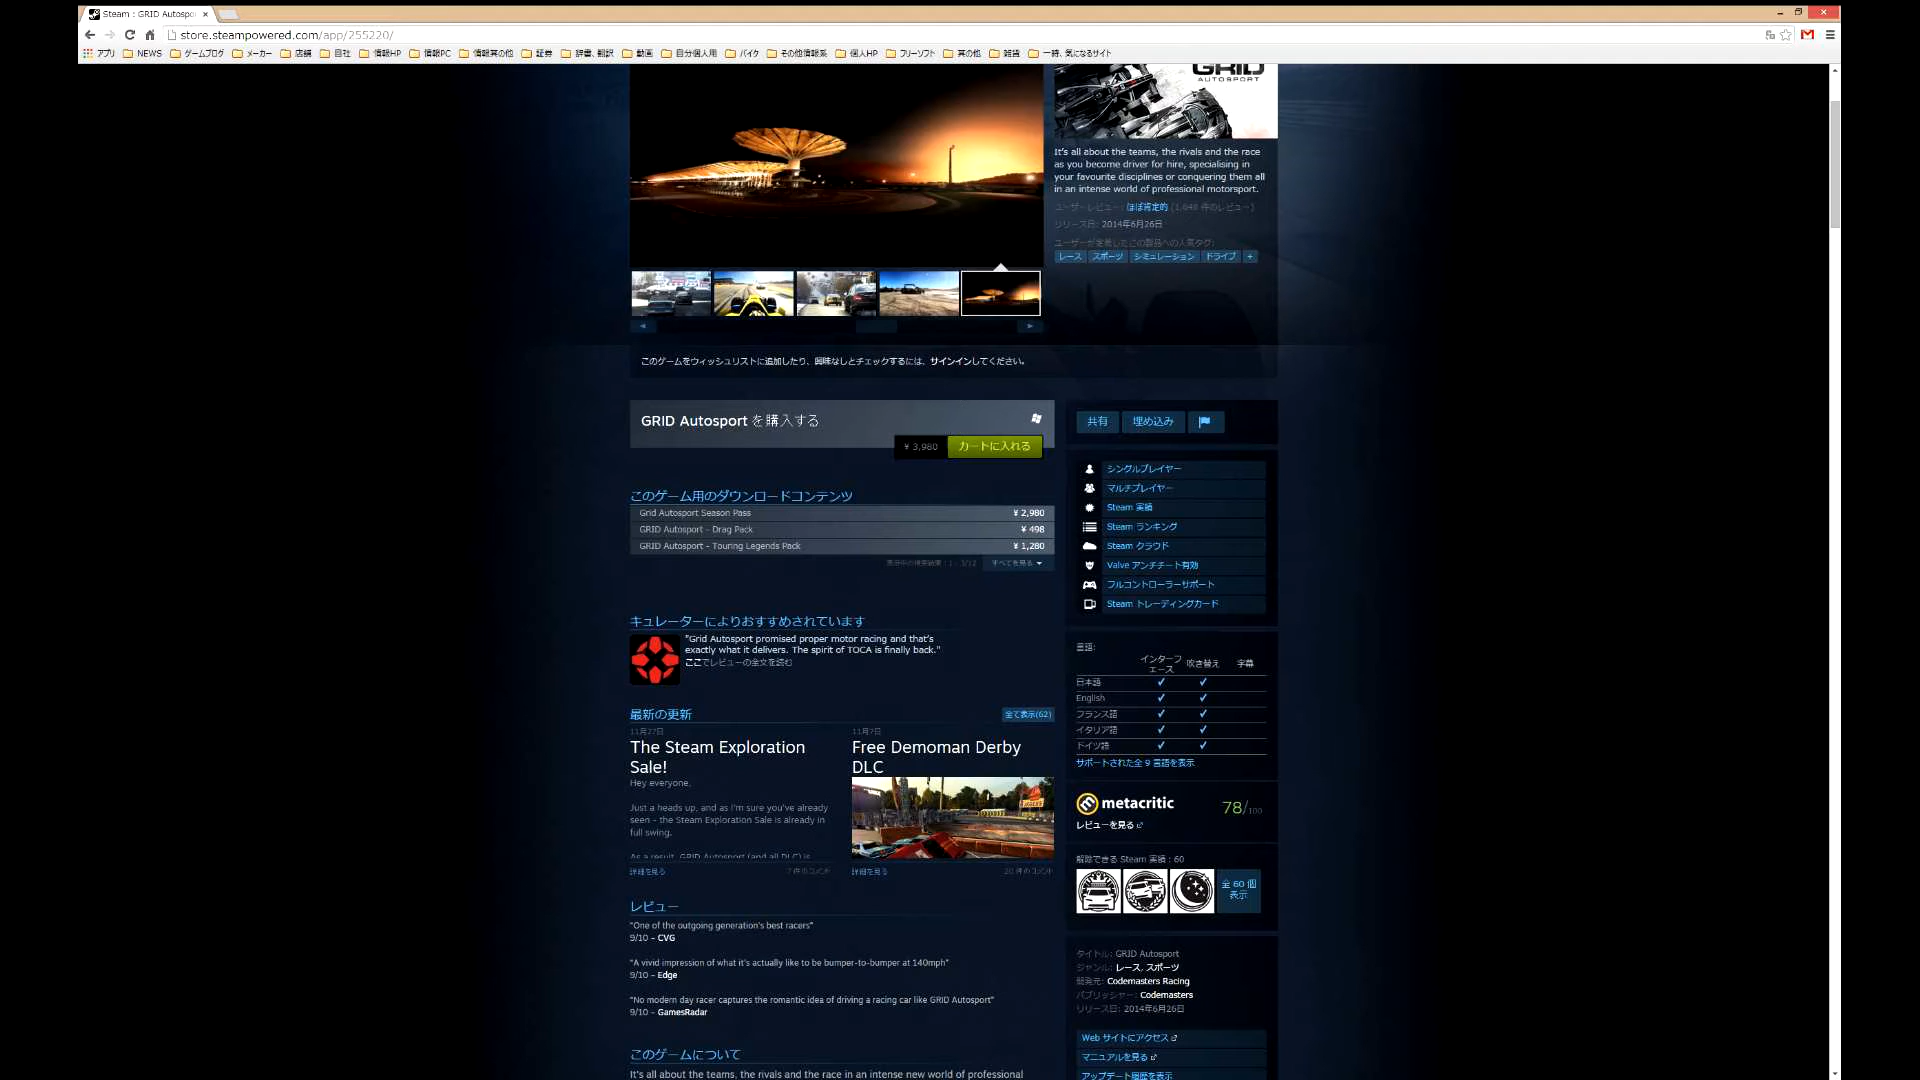 Steam : GRID Autospo
store.steampowered.com/app/255220/
アプリ NEWS ゲームブログ メーカー 店舗 自社 情報HP 情報PC 情報其の他 証券 辞書、翻訳 動画 自分個人用 バイク その他情報系 個人HP フリーソフト 其の他 雑貨 一時、気になるサイト
GRID
AUTOSPORT
It's all about the teams, the rivals and the race
as you become driver for hire, specialising in
your favourite disciplines or conquering them all
in an intense world of professional motorsport.
ユーザーレビュー: ほぼ肯定的 (1,648 件のレビュー)
リリース日: 2014年6月26日
ユーザーが定義したこの製品への人気タグ:
レース スポーツ シミュレーション ドライブ +
このゲームをウィッシュリストに追加したり、興味なしとチェックするには、サインインしてください。
GRID Autosport を購入する
¥ 3,980 カートに入れる
このゲーム用のダウンロードコンテンツ
Grid Autosport Season Pass ¥ 2,980
GRID Autosport - Drag Pack ¥ 498
GRID Autosport - Touring Legends Pack ¥ 1,280
すべてを見る
キュレーターによりおすすめされています
"Grid Autosport promised proper motor racing and that's
exactly what it delivers. The spirit of TOCA is finally back."
ここでレビューの全文を読む
最新の更新 全て表示(62)
11月27日
The Steam Exploration
Sale!
Hey everyone,
Just a heads up, and as I'm sure you've already
seen - the Steam Exploration Sale is already in
full swing.
As a result, GRID Autosport (and all DLC) is
詳細を見る 7 件のコメント
11月7日
Free Demoman Derby
DLC
詳細を見る 20 件のコメント
レビュー
"One of the outgoing generation's best racers"
9/10 – CVG
"A vivid impression of what it's actually like to be bumper-to-bumper at 140mph"
9/10 – Edge
"No modern day racer captures the romantic idea of driving a racing car like GRID Autosport"
9/10 – GamesRadar
このゲームについて
It's all about the teams, the rivals and the race in an intense new world of professional
共有 埋め込み
シングルプレイヤー
マルチプレイヤー
Steam 実績
Steam ランキング
Steam クラウド
Valve アンチチート有効
フルコントローラーサポート
Steam トレーディングカード
言語:
インターフェース 吹き替え 字幕
日本語 ✔ ✔
English ✔ ✔
フランス語 ✔ ✔
イタリア語 ✔ ✔
ドイツ語 ✔ ✔
サポートされた全 9 言語を表示
metacritic 78/100
レビューを見る
解除できる Steam 実績 : 60
全 60 個
表示
タイトル: GRID Autosport
ジャンル: レース, スポーツ
開発元: Codemasters Racing
パブリッシャー: Codemasters
リリース日: 2014年6月26日
Web サイトにアクセス
マニュアルを見る
アップデート履歴を表示